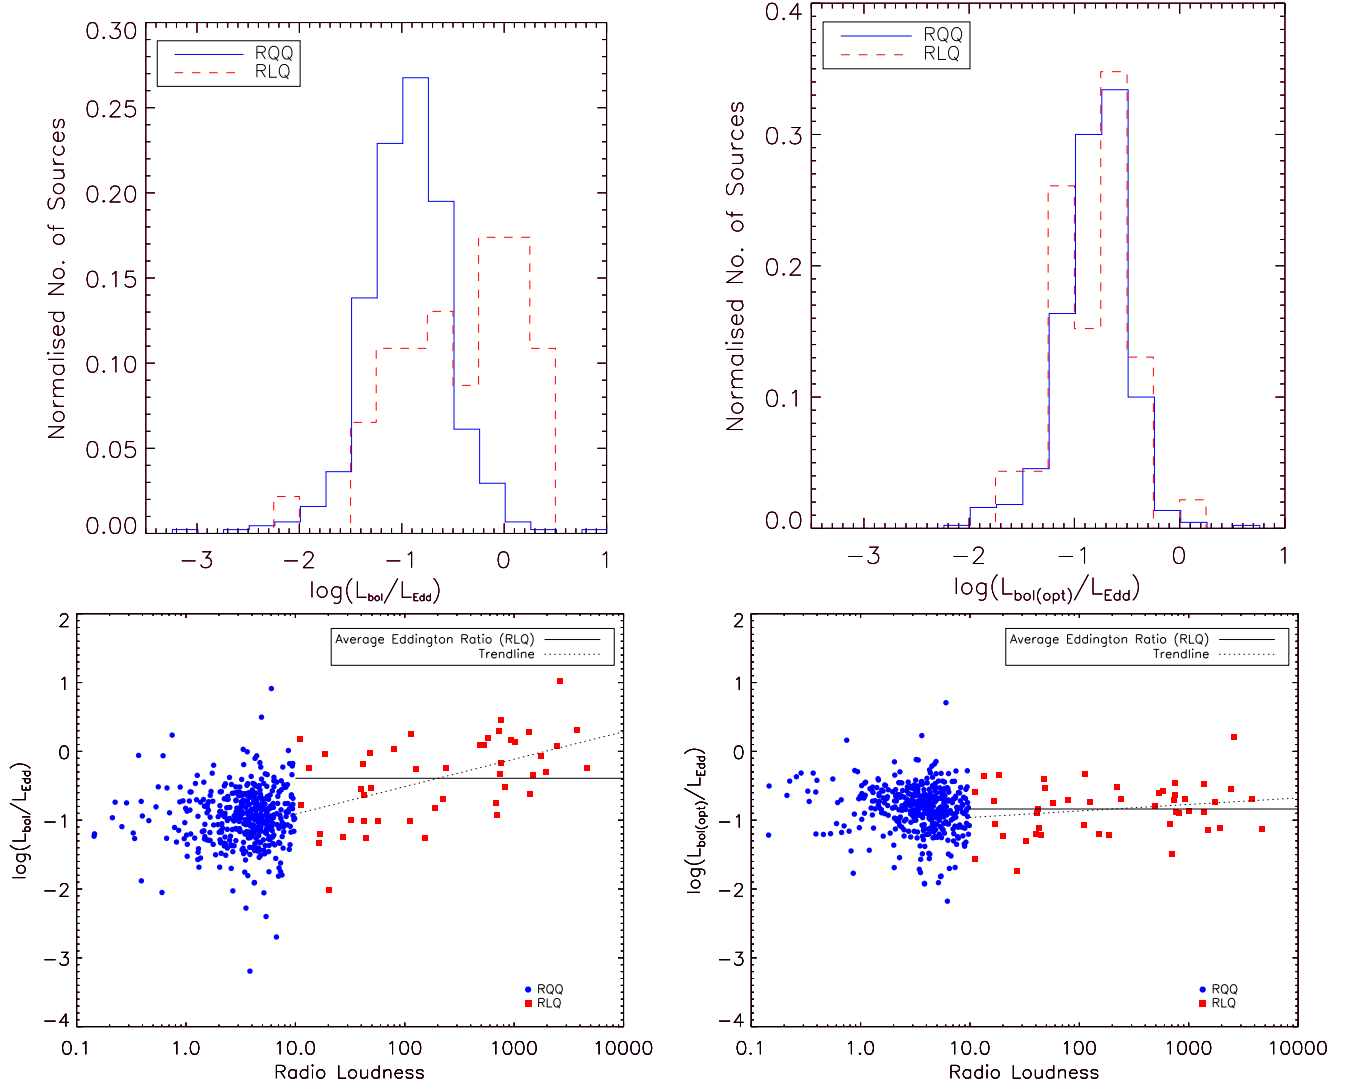 RQQ
RLQ
0.30
0.25
0.20
0.15
0.10
0.05
0.00
Normalised No. of Sources
−3 −2 −1 0 1
log(L_bol/L_Edd)
RQQ
RLQ
0.4
0.3
0.2
0.1
0.0
Normalised No. of Sources
−3 −2 −1 0 1
log(L_bol(opt)/L_Edd)
Average Eddington Ratio (RLQ)
Trendline
2
1
0
−1
−2
−3
−4
log(L_bol/L_Edd)
RQQ
RLQ
0.1 1.0 10.0 100 1000 10000
Radio Loudness
Average Eddington Ratio (RLQ)
Trendline
2
1
0
−1
−2
−3
−4
log(L_bol(opt)/L_Edd)
RQQ
RLQ
0.1 1.0 10.0 100 1000 10000
Radio Loudness